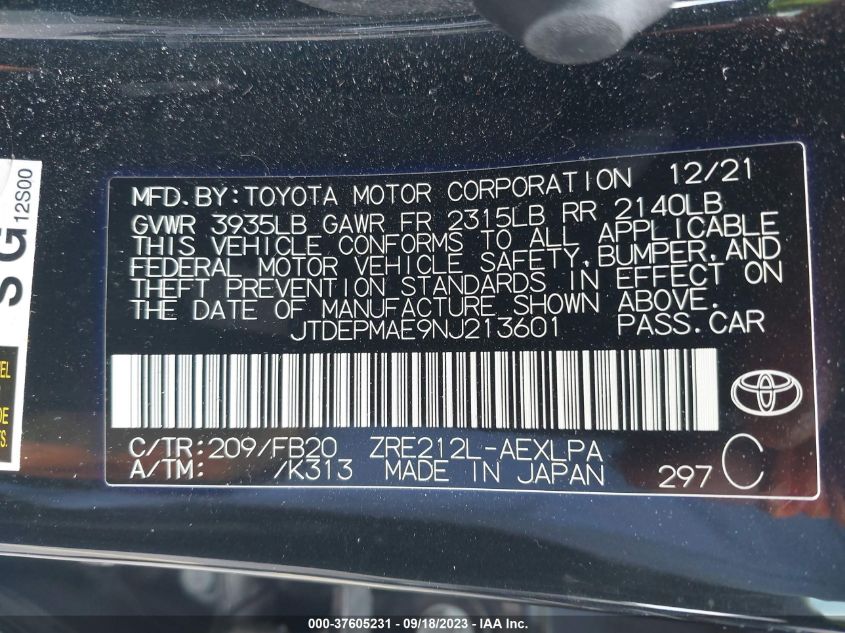 MFD. BY: TOYOTA MOTOR CORPORATION 12/21
GVWR 3935LB GAWR FR 2315LB RR 2140LB
THIS VEHICLE CONFORMS TO ALL APPLICABLE
FEDERAL MOTOR VEHICLE SAFETY, BUMPER, AND
THEFT PREVENTION STANDARDS IN EFFECT ON
THE DATE OF MANUFACTURE SHOWN ABOVE.
JTDEPMAE9NJ213601 PASS. CAR
C/TR: 209/FB20 ZRE212L-AEXLPA
A/TM: /K313 MADE IN JAPAN 297 C
SG
12S00
000-37605231 - 09/18/2023 - IAA Inc.